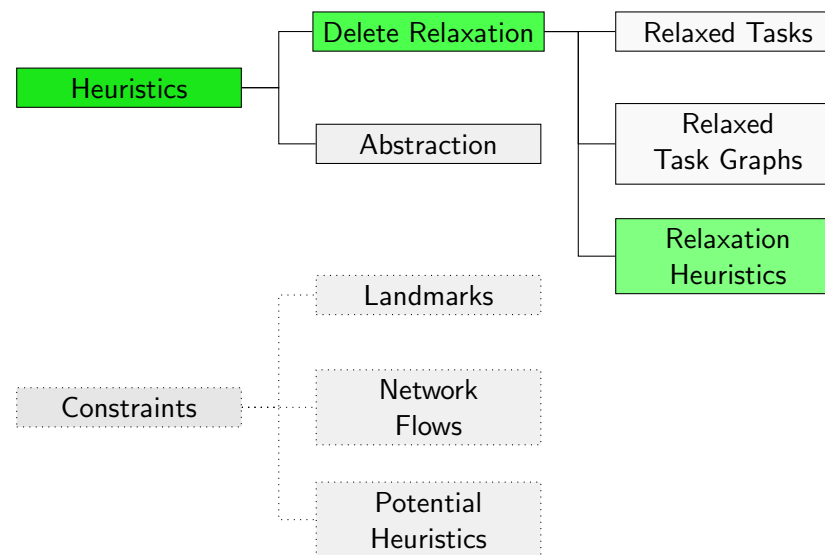 Heuristics
Delete Relaxation
Abstraction
Relaxed Tasks
Relaxed
Task Graphs
Relaxation
Heuristics
Constraints
Landmarks
Network
Flows
Potential
Heuristics